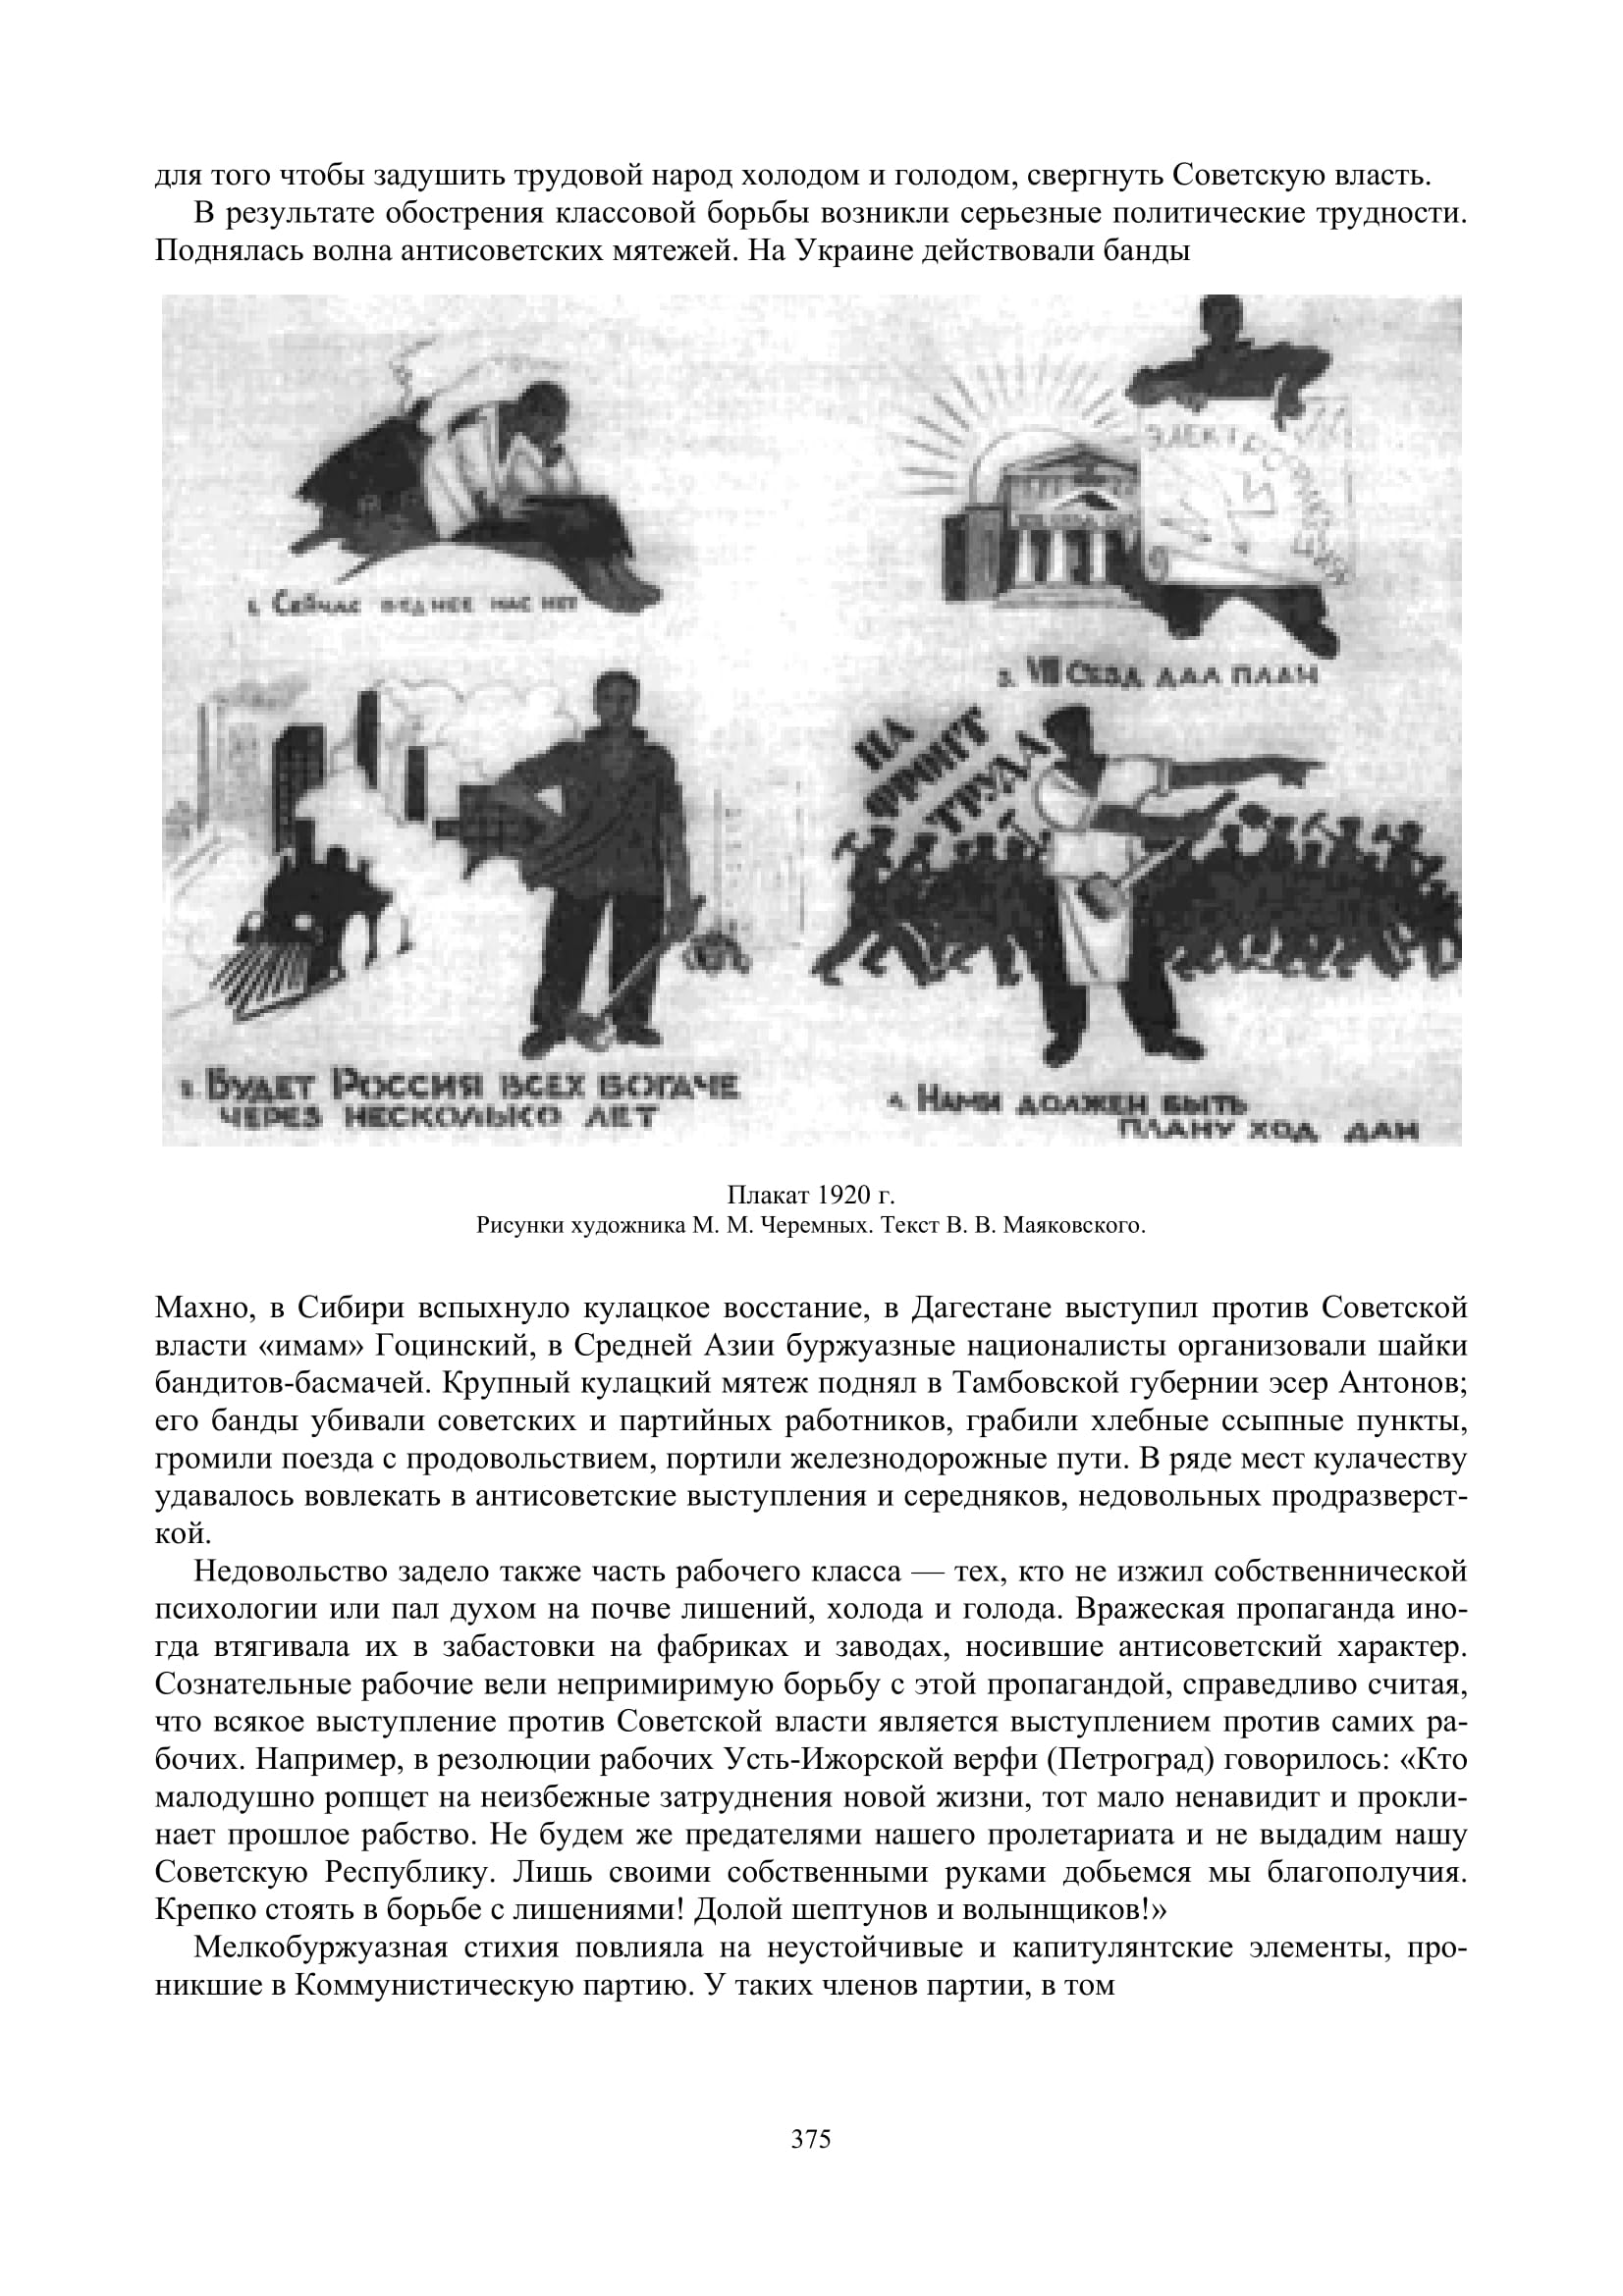 для того чтобы задушить трудовой народ холодом и голодом, свергнуть Советскую власть.
В результате обострения классовой борьбы возникли серьезные политические трудности.
Поднялась волна антисоветских мятежей. На Украине действовали банды
1. Сейчас беднее нас нет
ЭЛЕКТРОФИКАЦИЯ
3. VIII СЪЕЗД ДАЛ ПЛАН
НА
ФРОНТ
ТРУДА
2. БУДЕТ РОССИЯ ВСЕХ БОГАЧЕ
ЧЕРЕЗ НЕСКОЛЬКО ЛЕТ
4. НАМИ ДОЛЖЕН БЫТЬ
ПЛАНУ ХОД ДАН
Плакат 1920 г.
Рисунки художника М. М. Черемных. Текст В. В. Маяковского.
Махно, в Сибири вспыхнуло кулацкое восстание, в Дагестане выступил против Советской
власти «имам» Гоцинский, в Средней Азии буржуазные националисты организовали шайки
бандитов-басмачей. Крупный кулацкий мятеж поднял в Тамбовской губернии эсер Антонов;
его банды убивали советских и партийных работников, грабили хлебные ссыпные пункты,
громили поезда с продовольствием, портили железнодорожные пути. В ряде мест кулачеству
удавалось вовлекать в антисоветские выступления и середняков, недовольных продразверст-
кой.
Недовольство задело также часть рабочего класса — тех, кто не изжил собственнической
психологии или пал духом на почве лишений, холода и голода. Вражеская пропаганда ино-
гда втягивала их в забастовки на фабриках и заводах, носившие антисоветский характер.
Сознательные рабочие вели непримиримую борьбу с этой пропагандой, справедливо считая,
что всякое выступление против Советской власти является выступлением против самих ра-
бочих. Например, в резолюции рабочих Усть-Ижорской верфи (Петроград) говорилось: «Кто
малодушно ропщет на неизбежные затруднения новой жизни, тот мало ненавидит и прокли-
нает прошлое рабство. Не будем же предателями нашего пролетариата и не выдадим нашу
Советскую Республику. Лишь своими собственными руками добьемся мы благополучия.
Крепко стоять в борьбе с лишениями! Долой шептунов и волынщиков!»
Мелкобуржуазная стихия повлияла на неустойчивые и капитулянтские элементы, про-
никшие в Коммунистическую партию. У таких членов партии, в том
375